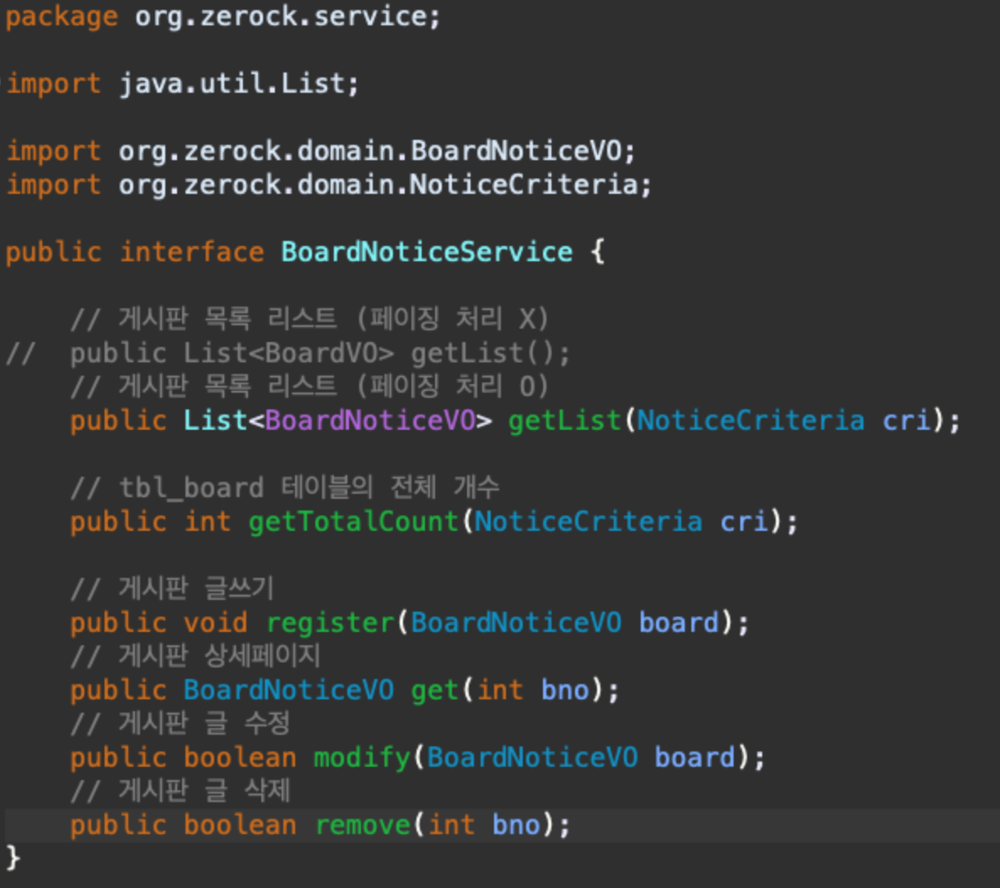 package org.zerock.service;
import java.util.List;
import org.zerock.domain.BoardNoticeVO;
import org.zerock.domain.NoticeCriteria;
public interface BoardNoticeService {
// 게시판 목록 리스트 (페이징 처리 X)
// public List<BoardVO> getList();
// 게시판 목록 리스트 (페이징 처리 O)
public List<BoardNoticeVO> getList(NoticeCriteria cri);
// tbl_board 테이블의 전체 개수
public int getTotalCount(NoticeCriteria cri);
// 게시판 글쓰기
public void register(BoardNoticeVO board);
// 게시판 상세페이지
public BoardNoticeVO get(int bno);
// 게시판 글 수정
public boolean modify(BoardNoticeVO board);
// 게시판 글 삭제
public boolean remove(int bno);
}